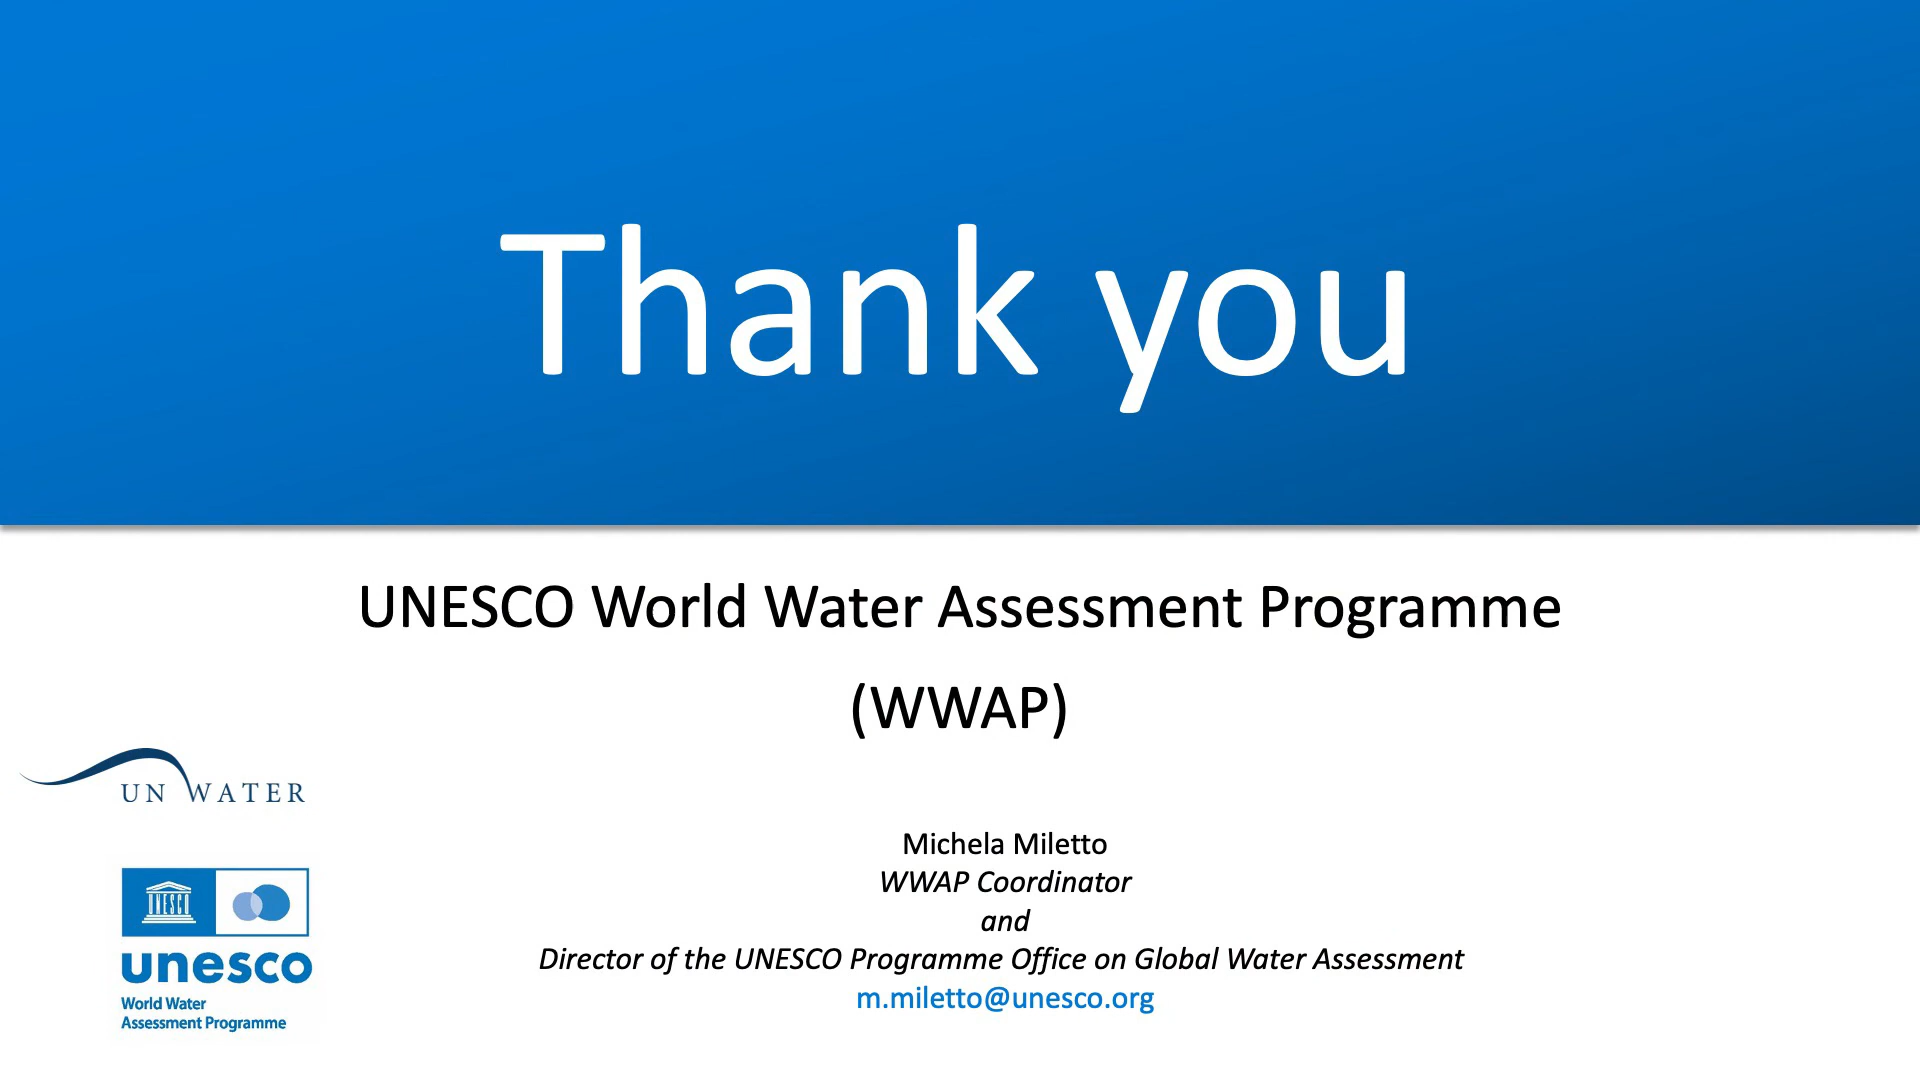 Thank you
UNESCO World Water Assessment Programme
(WWAP)
UN WATER
Michela Miletto
WWAP Coordinator
and
Director of the UNESCO Programme Office on Global Water Assessment
m.miletto@unesco.org
UNESCO
unesco
World Water
Assessment Programme